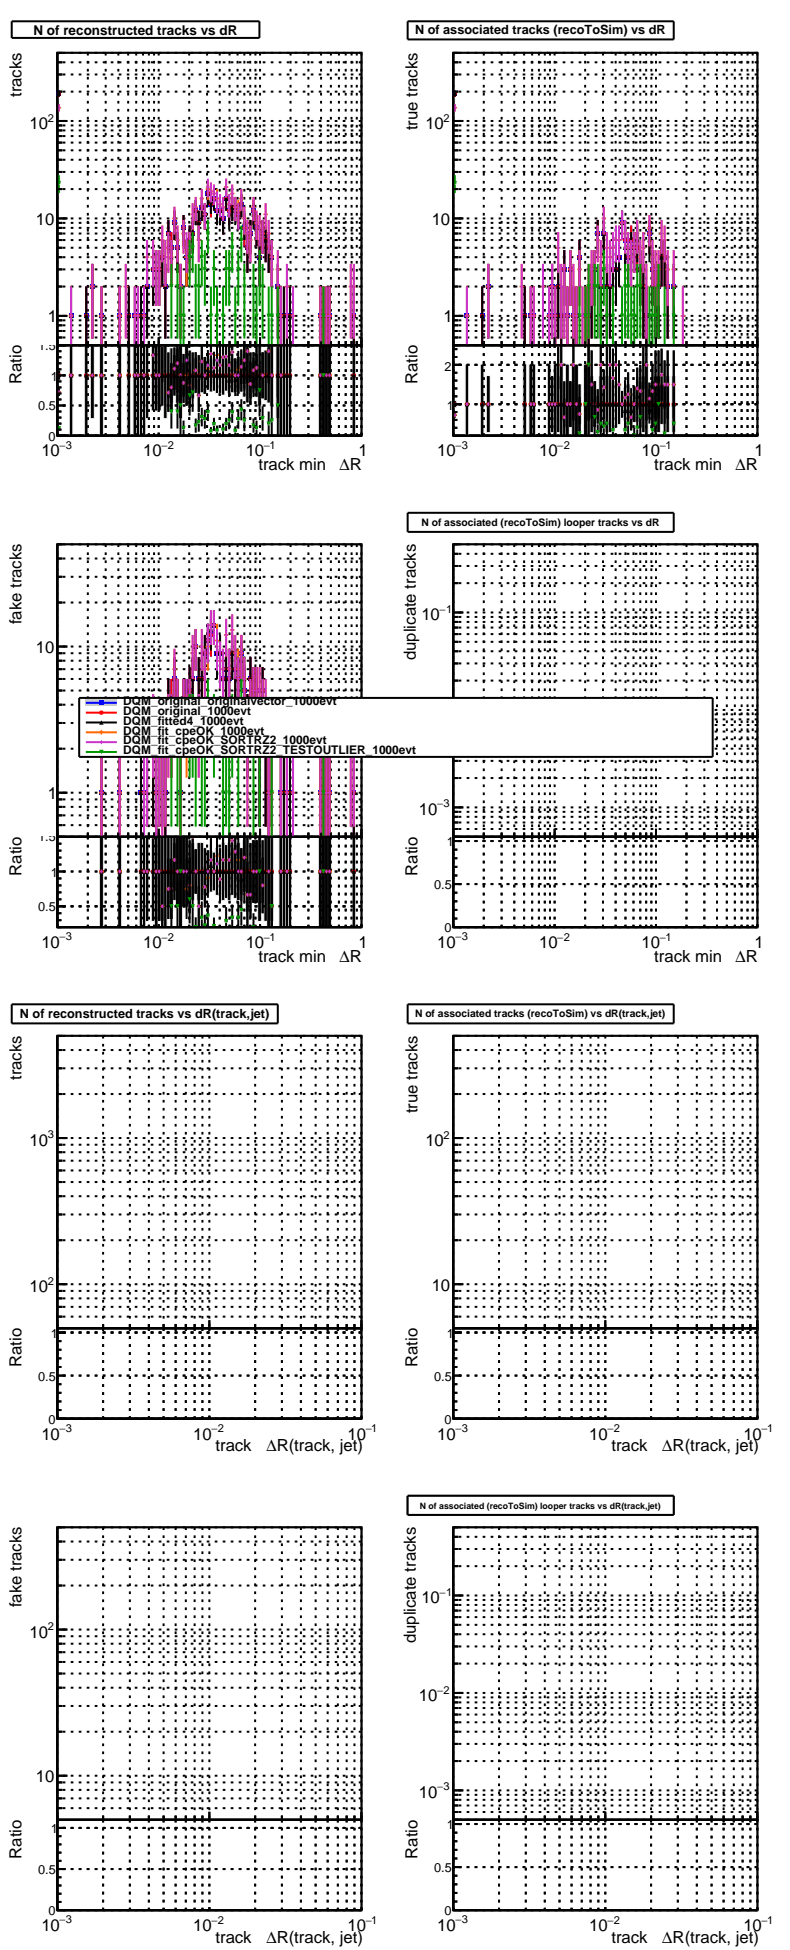 N of reconstructed tracks vs dR
tracks
10²
10
1
Ratio
1.5
1
0.5
0
10⁻³
10⁻²
10⁻¹
1
track min ΔR
N of associated tracks (recoToSim) vs dR
true tracks
10²
10
1
Ratio
2
1
10⁻³
10⁻²
10⁻¹
1
track min ΔR
fake tracks
10
1
Ratio
1.5
1
0.5
10⁻³
10⁻²
10⁻¹
1
track min ΔR
N of associated (recoToSim) looper tracks vs dR
duplicate tracks
10⁻¹
10⁻³
Ratio
1
0.5
0
10⁻³
10⁻²
10⁻¹
1
track min ΔR
DQM_original_originalvector_1000evt
DQM_original_1000evt
DQM_fitted4_1000evt
DQM_fit_cpeOK_1000evt
DQM_fit_cpeOK_SORTRZ2_1000evt
DQM_fit_cpeOK_SORTRZ2_TESTOUTLIER_1000evt
N of reconstructed tracks vs dR(track,jet)
tracks
10³
10²
Ratio
1
0.5
0
10⁻³
10⁻²
10⁻¹
track ΔR(track, jet)
N of associated tracks (recoToSim) vs dR(track,jet)
true tracks
10²
10
Ratio
1
0.5
0
10⁻³
10⁻²
10⁻¹
track ΔR(track, jet)
fake tracks
10²
10
Ratio
1
0.5
0
10⁻³
10⁻²
10⁻¹
track ΔR(track, jet)
N of associated (recoToSim) looper tracks vs dR(track,jet)
duplicate tracks
10⁻¹
10⁻²
10⁻³
Ratio
1
0.5
0
10⁻³
10⁻²
10⁻¹
track ΔR(track, jet)